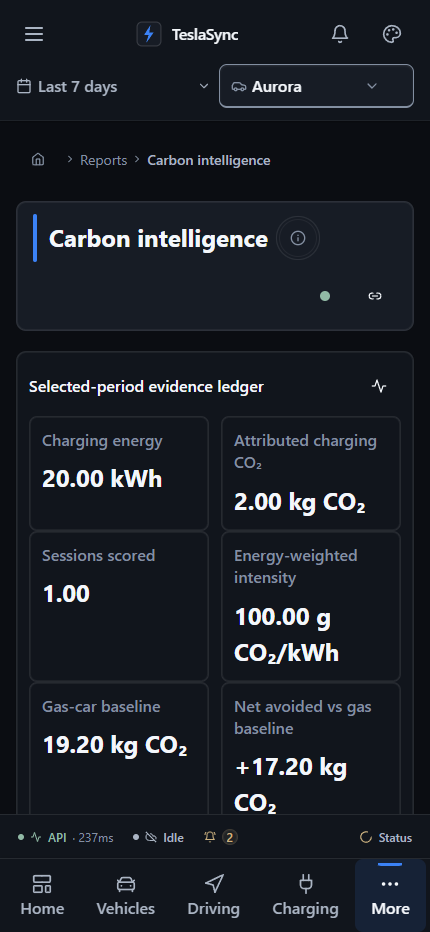 TeslaSync
Last 7 days
Aurora
Reports
Carbon intelligence
Carbon intelligence
Selected-period evidence ledger
Charging energy
20.00 kWh
Attributed charging
CO₂
2.00 kg CO₂
Sessions scored
1.00
Energy-weighted
intensity
100.00 g
CO₂/kWh
Gas-car baseline
19.20 kg CO₂
Net avoided vs gas
baseline
+17.20 kg
CO₂
API · 237ms
Idle
2
Status
Home
Vehicles
Driving
Charging
More